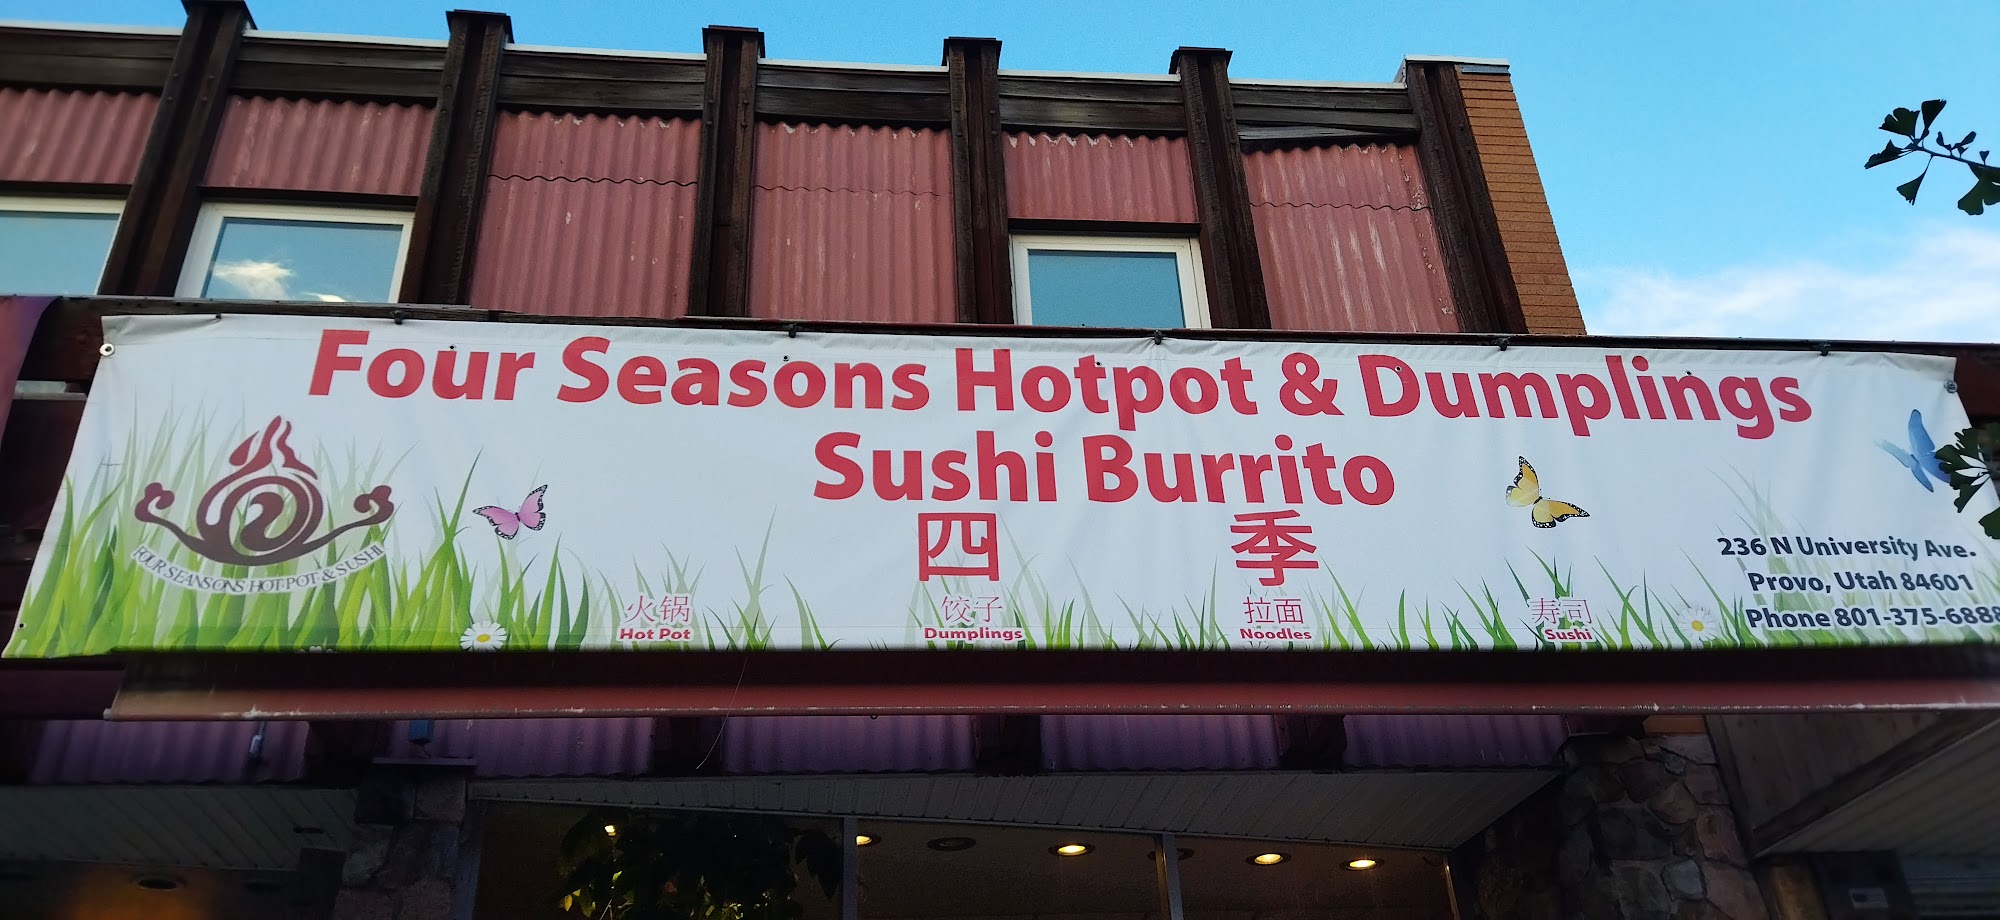 Four Seasons Hotpot & Dumplings
Sushi Burrito
四 季
FOUR SEANSONS HOT POT & SUSHI
火锅 饺子 拉面 寿司
Hot Pot Dumplings Noodles Sushi
236 N University Ave.
Provo, Utah 84601
Phone 801-375-6888